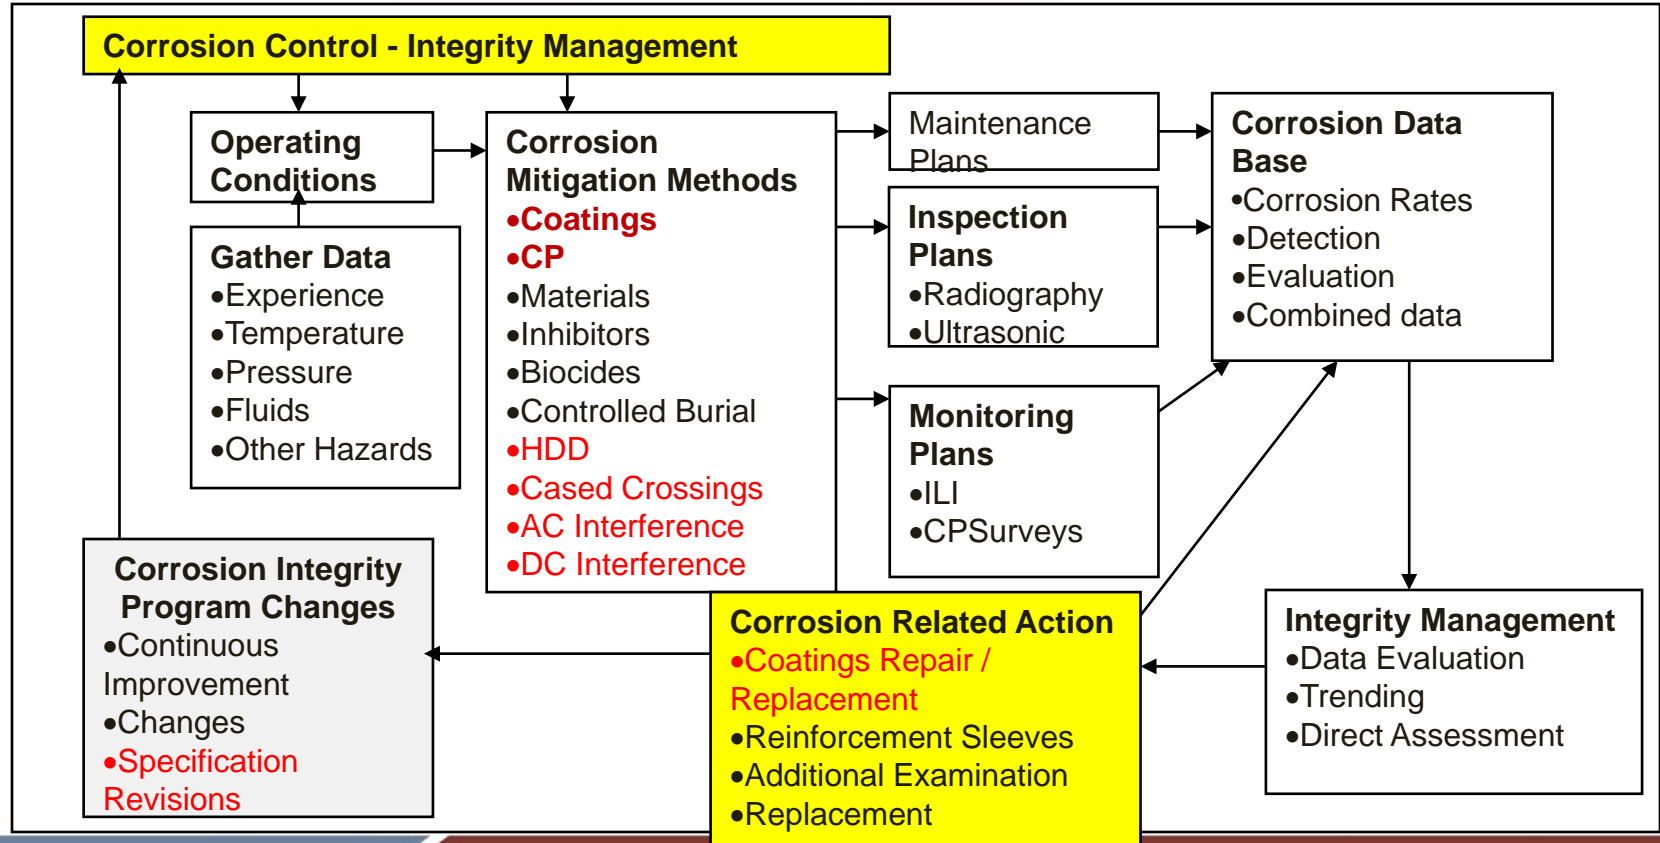 Corrosion Control - Integrity Management
Operating
Conditions
Gather Data
•Experience
•Temperature
•Pressure
•Fluids
•Other Hazards
Corrosion
Mitigation Methods
•Coatings
•CP
•Materials
•Inhibitors
•Biocides
•Controlled Burial
•HDD
•Cased Crossings
•AC Interference
•DC Interference
Maintenance
Plans
Inspection
Plans
•Radiography
•Ultrasonic
Monitoring
Plans
•ILI
•CPSurveys
Corrosion Data
Base
•Corrosion Rates
•Detection
•Evaluation
•Combined data
Integrity Management
•Data Evaluation
•Trending
•Direct Assessment
Corrosion Related Action
•Coatings Repair /
Replacement
•Reinforcement Sleeves
•Additional Examination
•Replacement
Corrosion Integrity
Program Changes
•Continuous
Improvement
•Changes
•Specification
Revisions